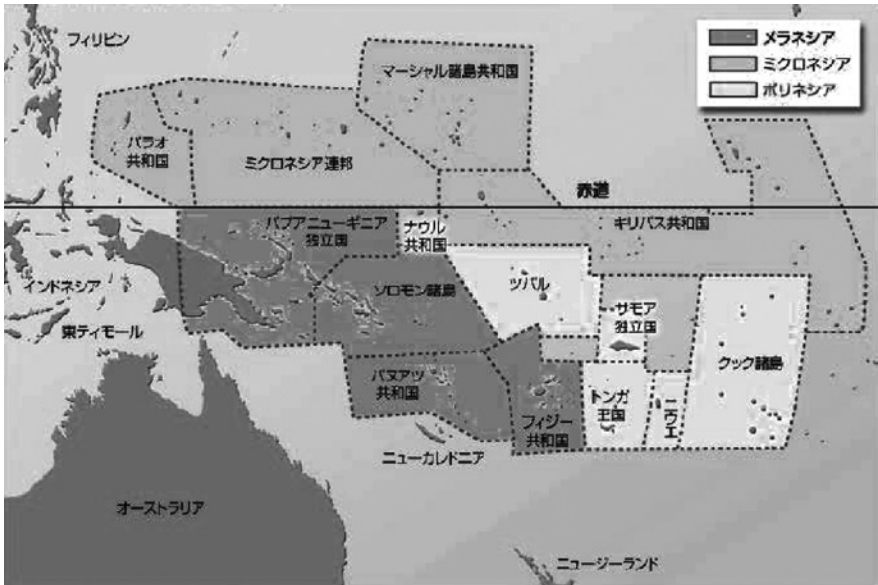 フィリピン
マーシャル諸島共和国
メラネシア
ミクロネシア
ポリネシア
パラオ
共和国
ミクロネシア連邦
赤道
パプアニューギニア
独立国
ナウル
共和国
キリバス共和国
インドネシア
ソロモン諸島
ツバル
サモア
独立国
東ティモール
クック諸島
バヌアツ
共和国
フィジー
共和国
トンガ
王国
ニウエ
ニューカレドニア
オーストラリア
ニュージーランド